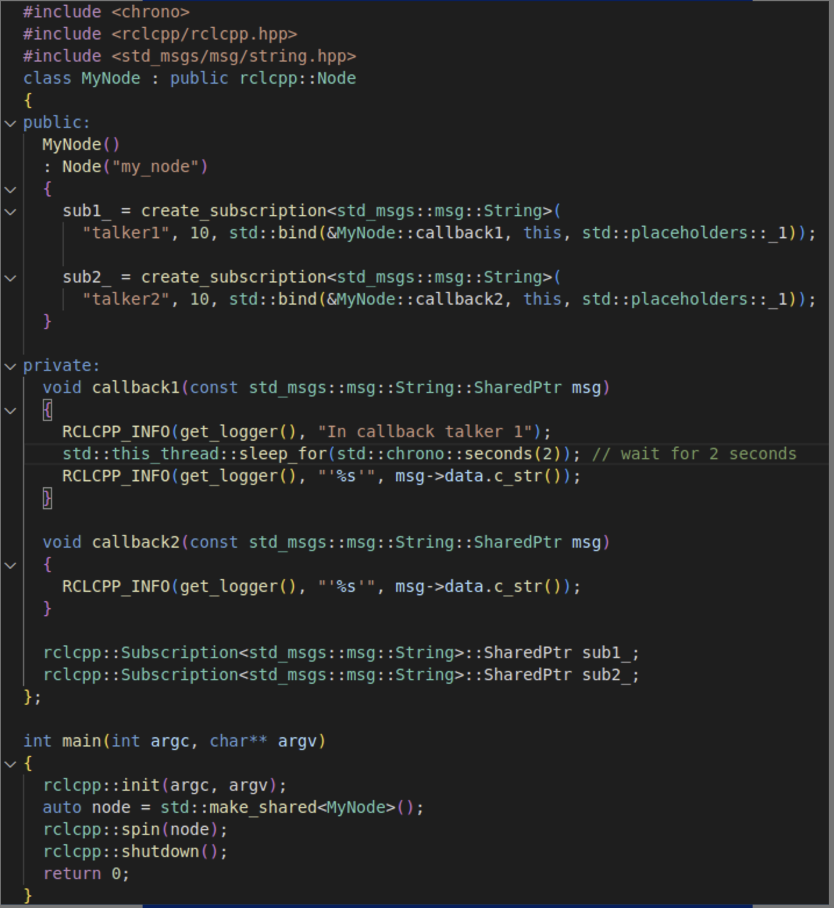 #include <chrono>
#include <rclcpp/rclcpp.hpp>
#include <std_msgs/msg/string.hpp>
class MyNode : public rclcpp::Node
{
public:
  MyNode()
  : Node("my_node")
  {
    sub1_ = create_subscription<std_msgs::msg::String>(
      "talker1", 10, std::bind(&MyNode::callback1, this, std::placeholders::_1));

    sub2_ = create_subscription<std_msgs::msg::String>(
      "talker2", 10, std::bind(&MyNode::callback2, this, std::placeholders::_1));
  }

private:
  void callback1(const std_msgs::msg::String::SharedPtr msg)
  {
    RCLCPP_INFO(get_logger(), "In callback talker 1");
    std::this_thread::sleep_for(std::chrono::seconds(2)); // wait for 2 seconds
    RCLCPP_INFO(get_logger(), "'%s'", msg->data.c_str());
  }

  void callback2(const std_msgs::msg::String::SharedPtr msg)
  {
    RCLCPP_INFO(get_logger(), "'%s'", msg->data.c_str());
  }

  rclcpp::Subscription<std_msgs::msg::String>::SharedPtr sub1_;
  rclcpp::Subscription<std_msgs::msg::String>::SharedPtr sub2_;
};

int main(int argc, char** argv)
{
  rclcpp::init(argc, argv);
  auto node = std::make_shared<MyNode>();
  rclcpp::spin(node);
  rclcpp::shutdown();
  return 0;
}